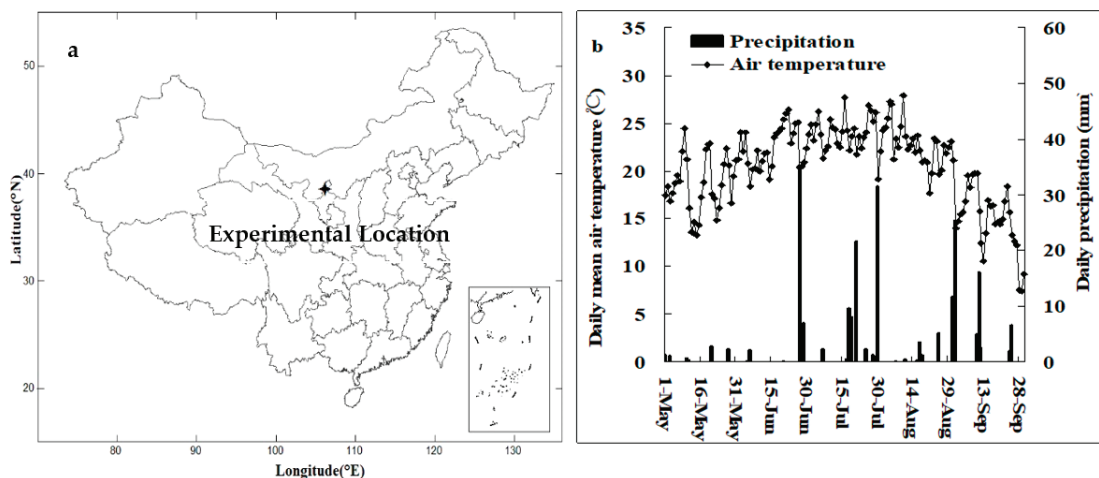 a
Experimental Location
Latitude(°N)
50
40
30
20
80
90
100
110
120
130
Longitude(°E)
b
Precipitation
Air temperature
Daily mean air temperature (℃)
35
30
25
20
15
10
5
0
60
50
40
30
20
10
0
Daily precipitation (mm)
1-May
16-May
31-May
15-Jun
30-Jun
15-Jul
30-Jul
14-Aug
29-Aug
13-Sep
28-Sep